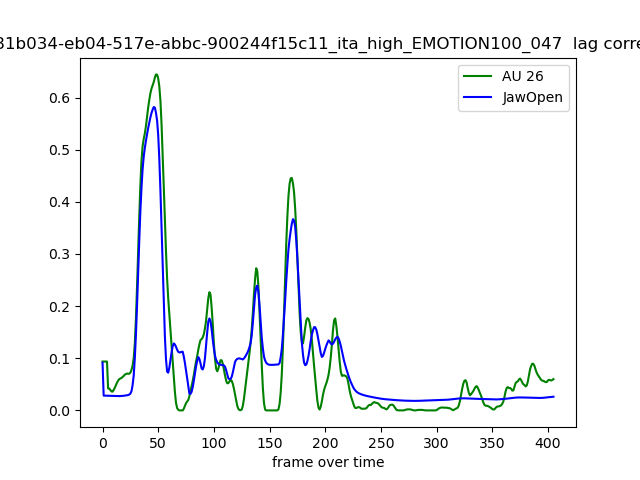 31b034-eb04-517e-abbc-900244f15c11_ita_high_EMOTION100_047 lag corre
AU 26
JawOpen
0.6
0.5
0.4
0.3
0.2
0.1
0.0
0 50 100 150 200 250 300 350 400
frame over time